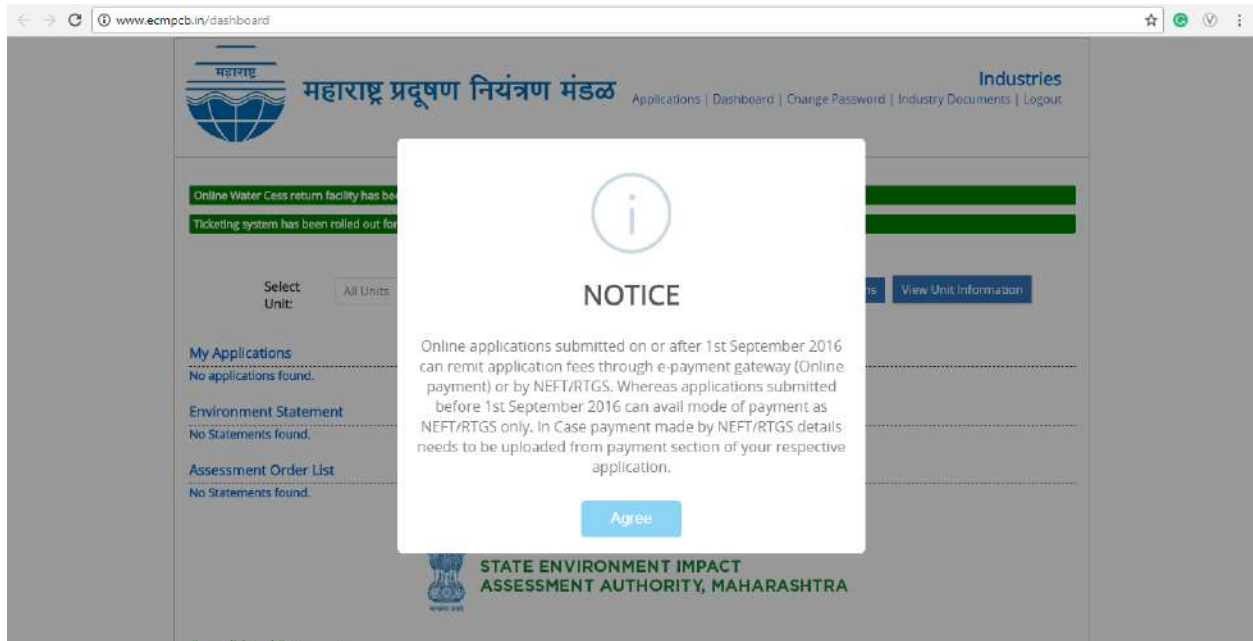 www.ecmpcb.in/dashboard
महाराष्ट्र
महाराष्ट्र प्रदूषण नियंत्रण मंडळ
Industries
Applications | Dashboard | Change Password | Industry Documents | Logout
Online Water Cess return facility has
Ticketing system has been rolled out for
Select
Unit:
All Units
View Unit Information
NOTICE
Online applications submitted on or after 1st September 2016
can remit application fees through e-payment gateway (Online
payment) or by NEFT/RTGS. Whereas applications submitted
before 1st September 2016 can avail mode of payment as
NEFT/RTGS only. In Case payment made by NEFT/RTGS details
needs to be uploaded from payment section of your respective
application.
Agree
My Applications
No applications found.
Environment Statement
No Statements found.
Assessment Order List
No Statements found.
STATE ENVIRONMENT IMPACT
ASSESSMENT AUTHORITY, MAHARASHTRA